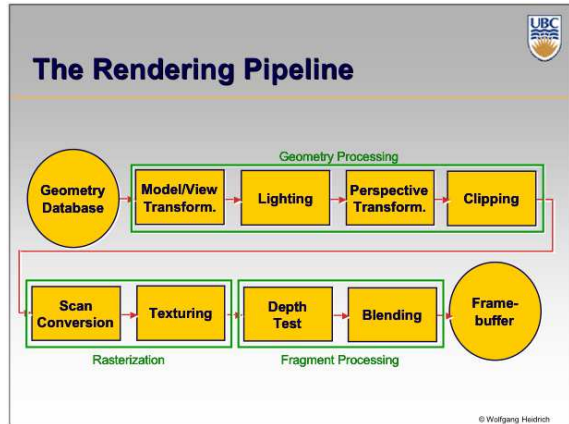 UBC
The Rendering Pipeline
Geometry Processing
Geometry
Database
Model/View
Transform.
Lighting
Perspective
Transform.
Clipping
Scan
Conversion
Texturing
Depth
Test
Blending
Frame-
buffer
Rasterization
Fragment Processing
© Wolfgang Heidrich